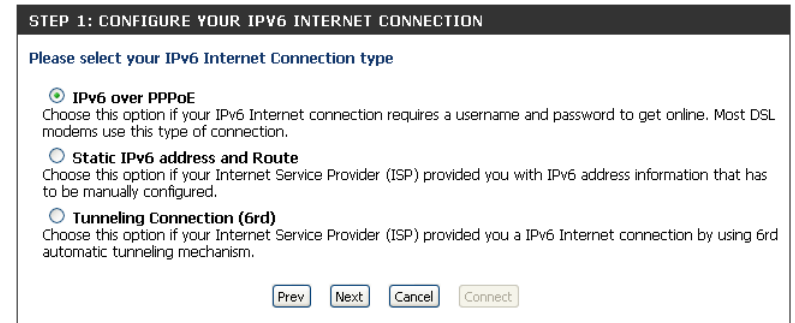 STEP 1: CONFIGURE YOUR IPV6 INTERNET CONNECTION
Please select your IPv6 Internet Connection type
IPv6 over PPPoE
Choose this option if your IPv6 Internet connection requires a username and password to get online. Most DSL
modems use this type of connection.
Static IPv6 address and Route
Choose this option if your Internet Service Provider (ISP) provided you with IPv6 address information that has
to be manually configured.
Tunneling Connection (6rd)
Choose this option if your Internet Service Provider (ISP) provided you a IPv6 Internet connection by using 6rd
automatic tunneling mechanism.
Prev Next Cancel Connect